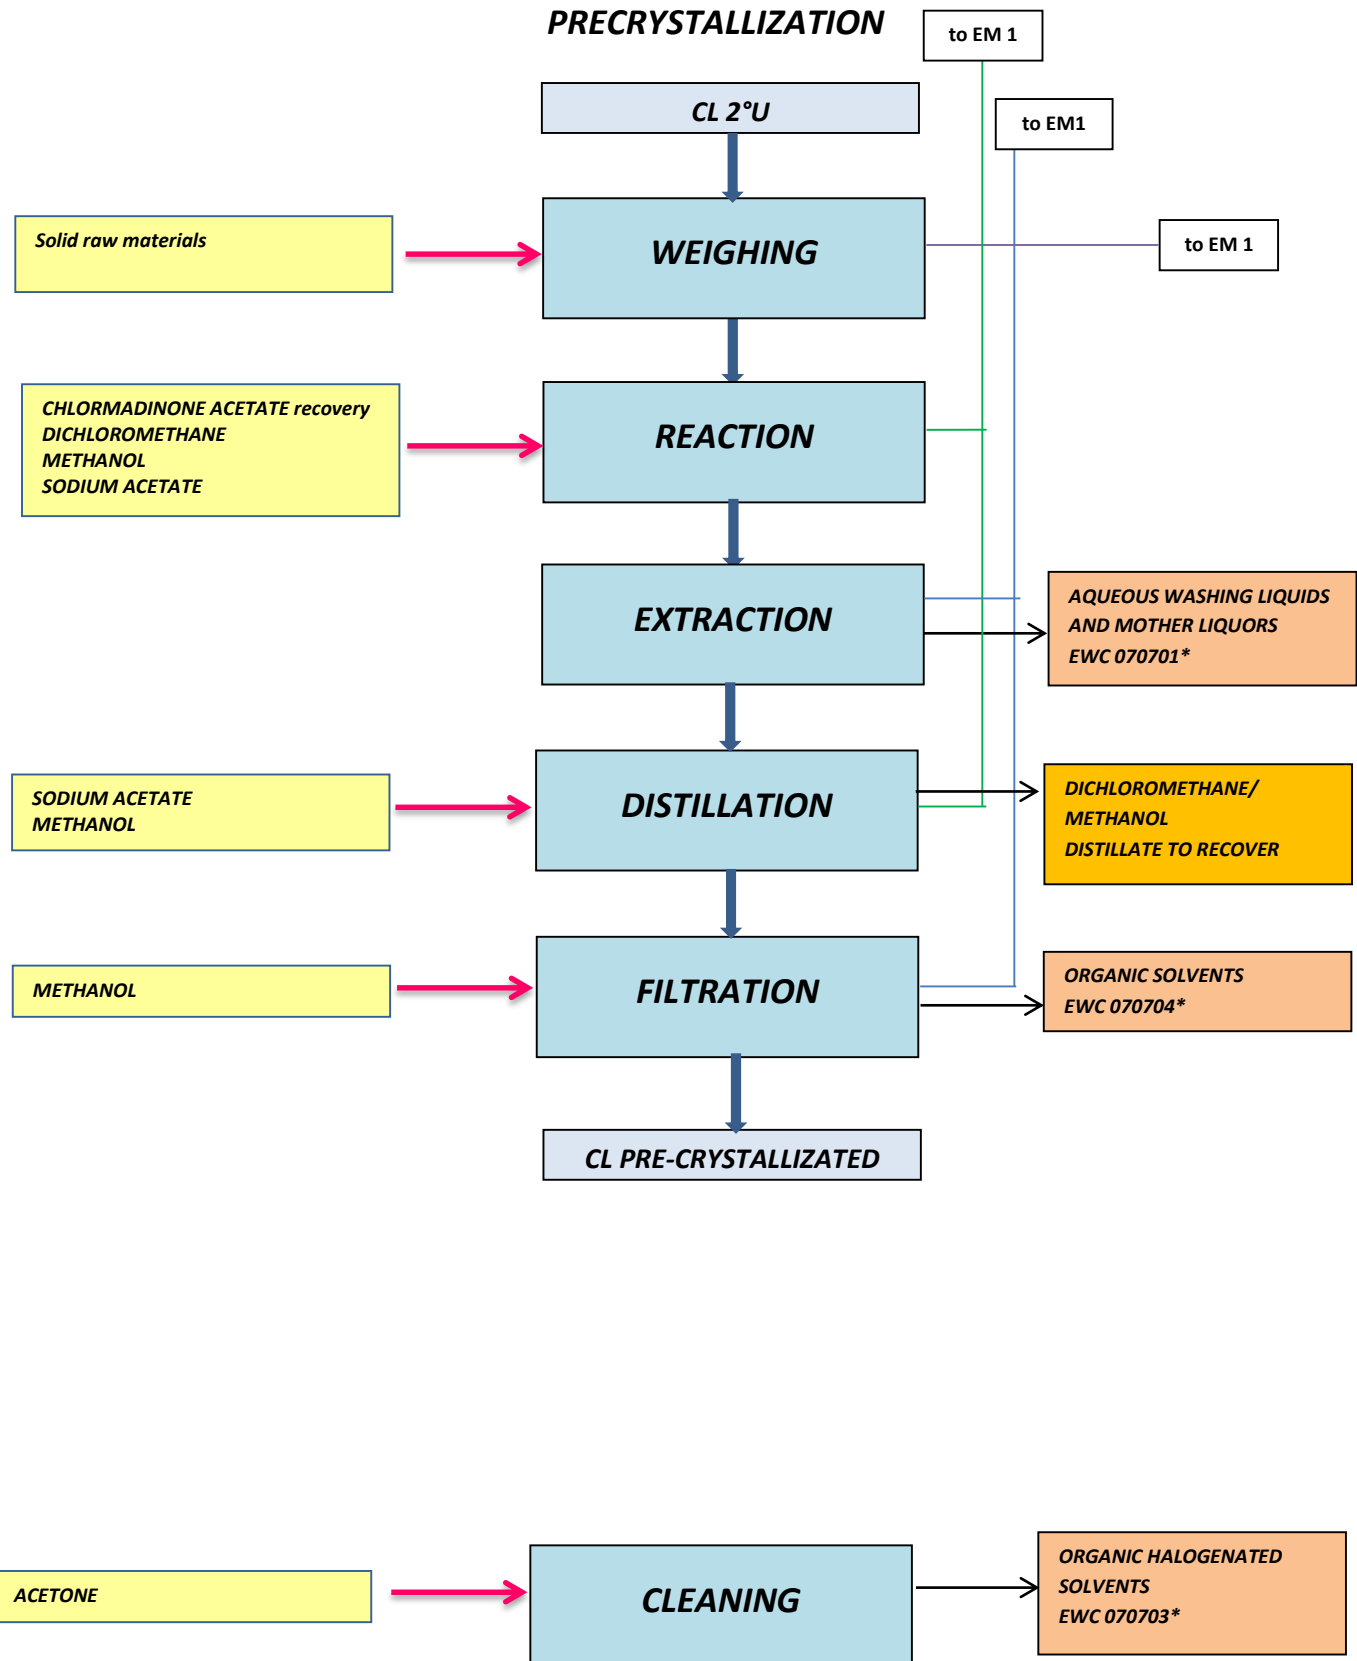 PRECRYSTALLIZATION
to EM 1
CL 2°U
to EM1
Solid raw materials
WEIGHING
to EM 1
CHLORMADINONE ACETATE recovery
DICHLOROMETHANE
METHANOL
SODIUM ACETATE
REACTION
EXTRACTION
AQUEOUS WASHING LIQUIDS
AND MOTHER LIQUORS
EWC 070701*
SODIUM ACETATE
METHANOL
DISTILLATION
DICHLOROMETHANE/
METHANOL
DISTILLATE TO RECOVER
METHANOL
FILTRATION
ORGANIC SOLVENTS
EWC 070704*
CL PRE-CRYSTALLIZATED
ACETONE
CLEANING
ORGANIC HALOGENATED
SOLVENTS
EWC 070703*